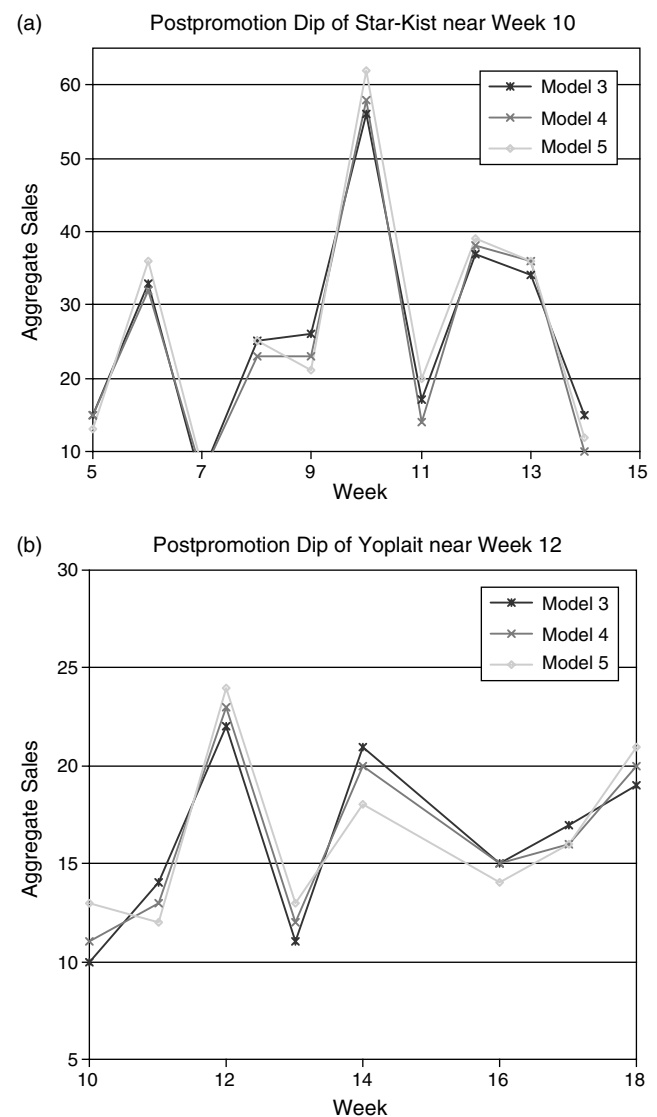 (a) Postpromotion Dip of Star-Kist near Week 10
Aggregate Sales
60
50
40
30
20
10
Model 3
Model 4
Model 5
5 7 9 11 13 15
Week
(b) Postpromotion Dip of Yoplait near Week 12
Aggregate Sales
30
25
20
15
10
5
Model 3
Model 4
Model 5
10 12 14 16 18
Week